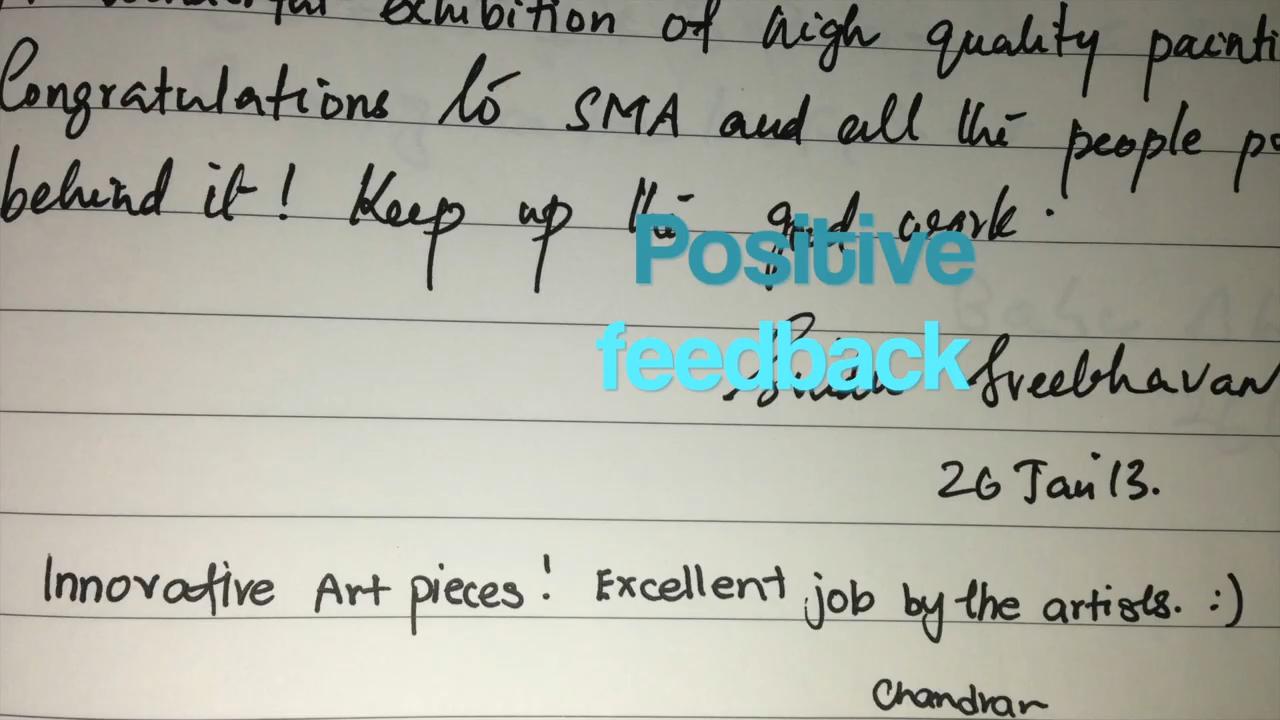 exhibition of high quality painti
Congratulations to SMA and all the people
behind it! Keep up the good work.
Positive
feedback
Sreebhavan
26 Jan 13.
Innovative Art pieces! Excellent job by the artists. :)
Chandran